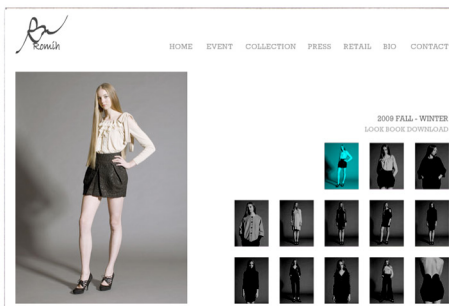 Romih
HOME EVENT COLLECTION PRESS RETAIL BIO CONTACT
2009 FALL - WINTER
LOOK BOOK DOWNLOAD